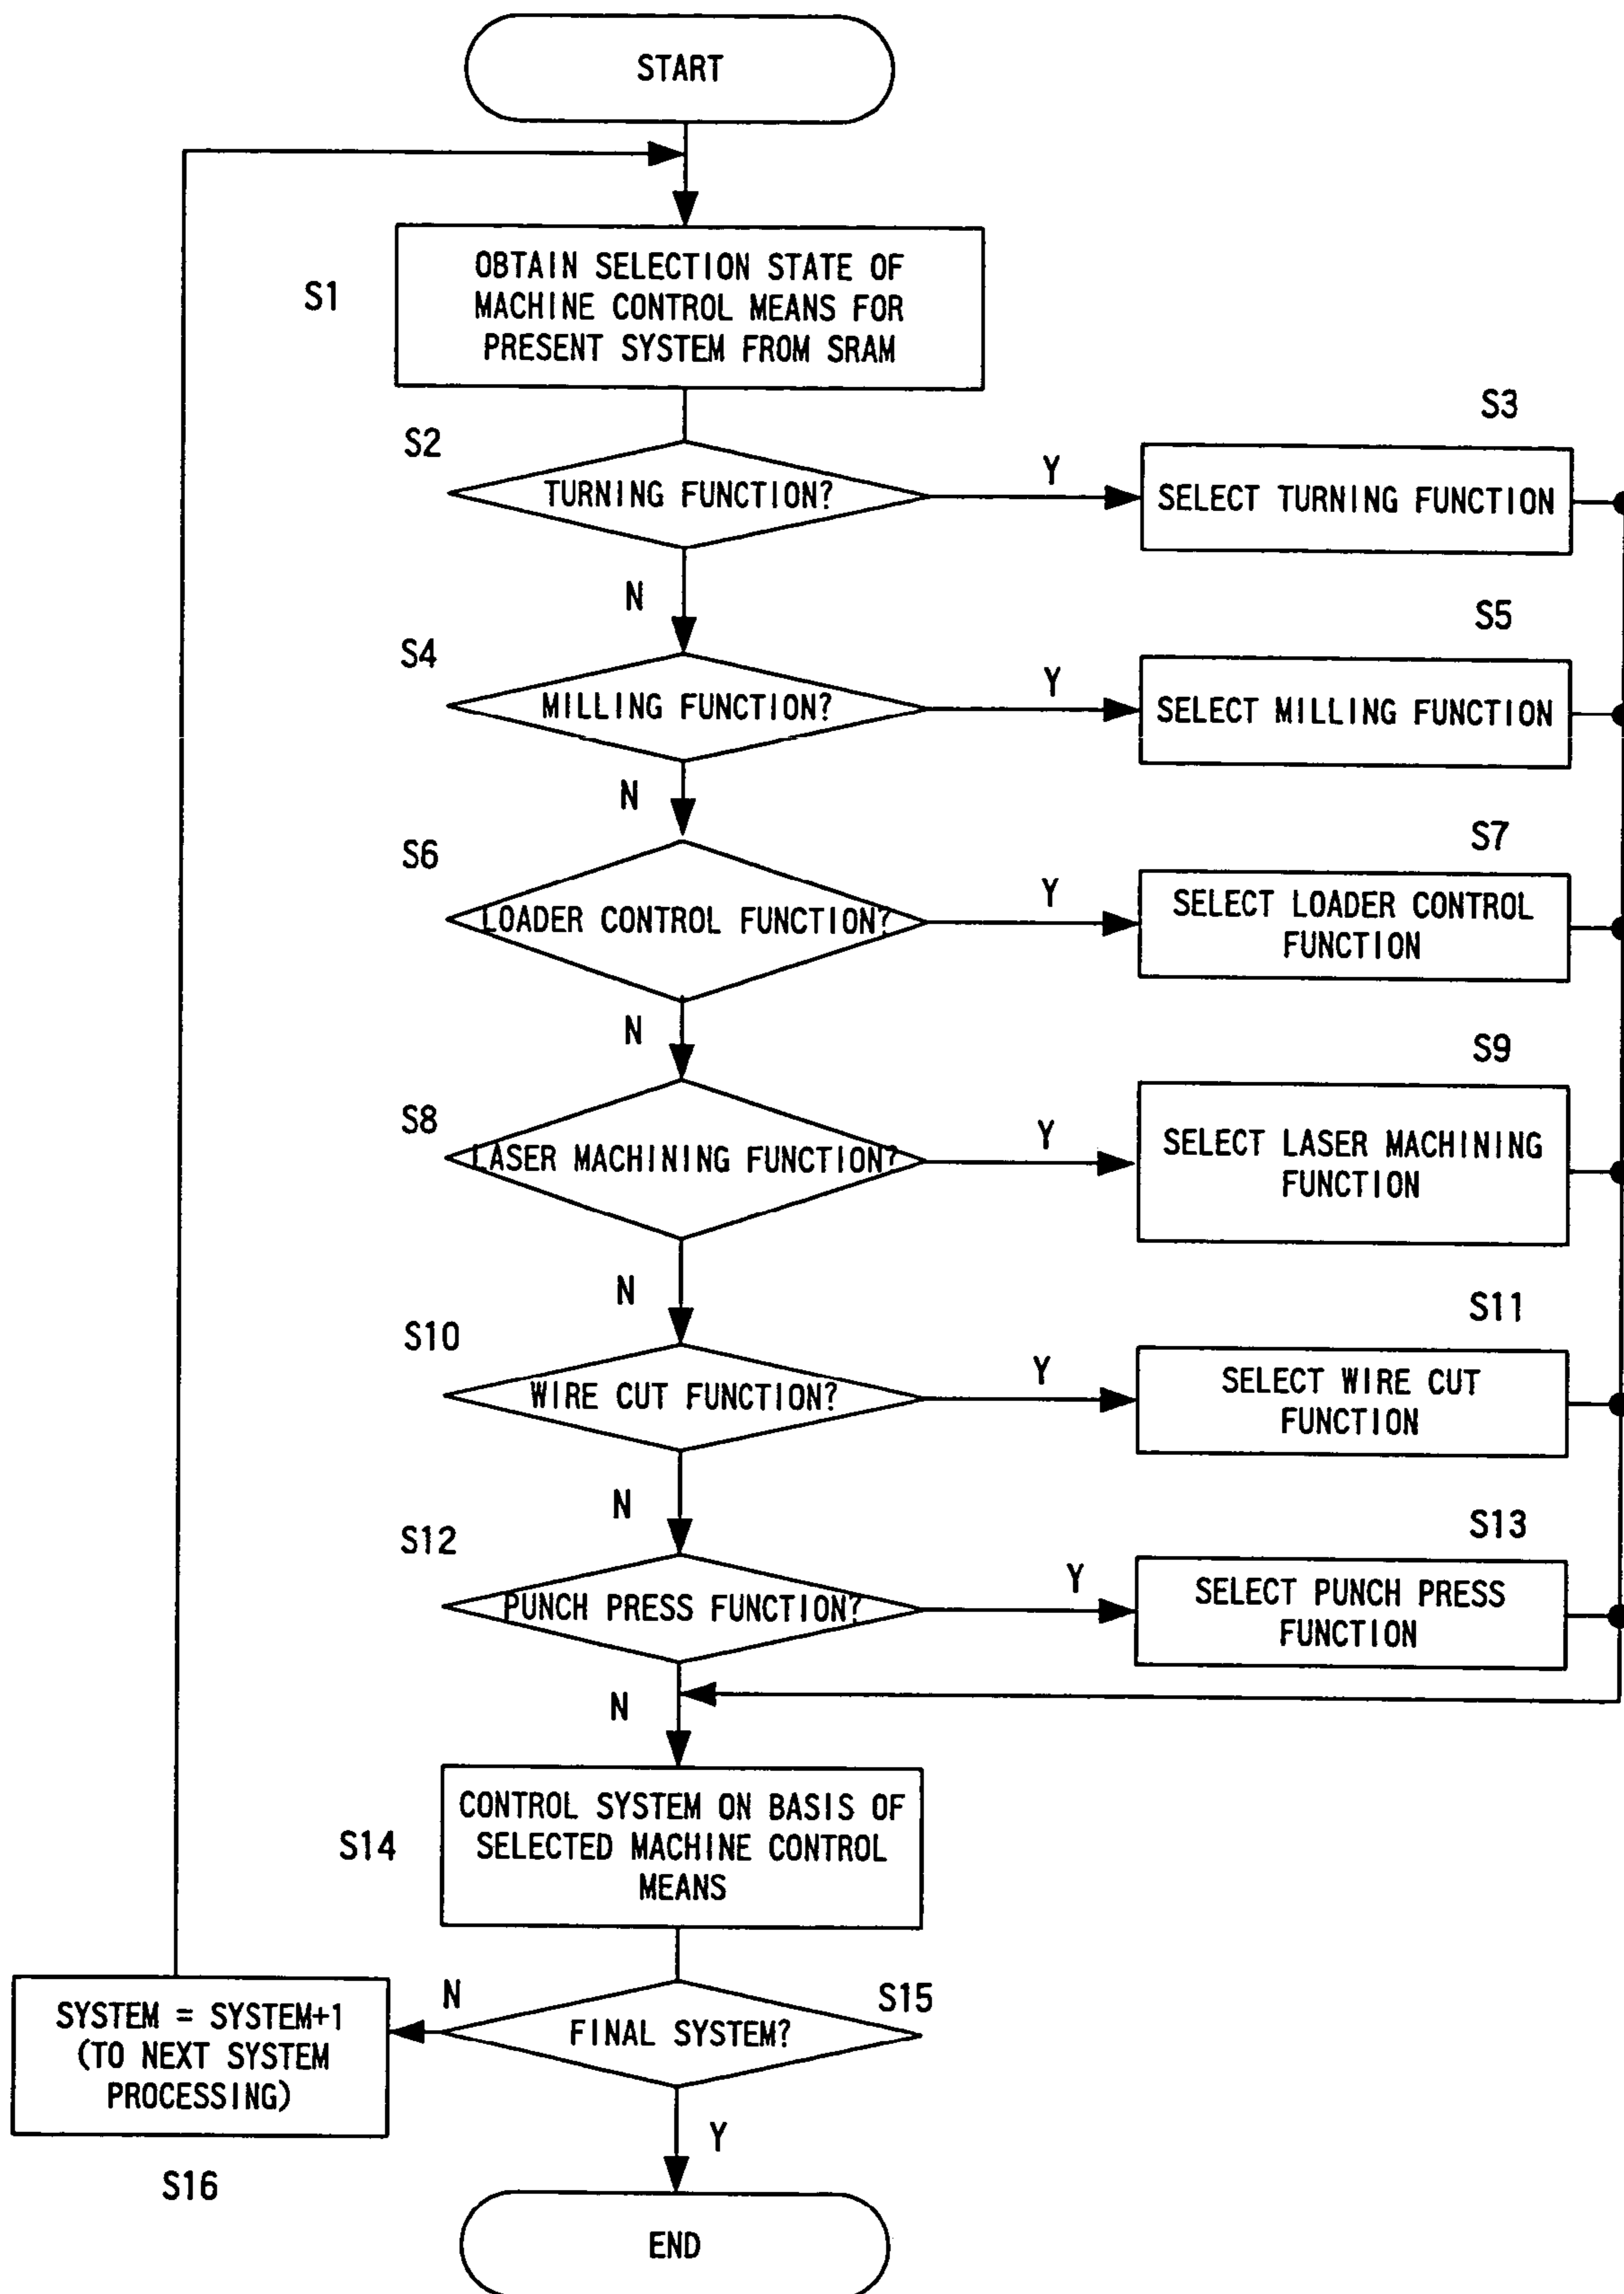 START
S1
OBTAIN SELECTION STATE OF
MACHINE CONTROL MEANS FOR
PRESENT SYSTEM FROM SRAM
S2
TURNING FUNCTION?
Y
S3
SELECT TURNING FUNCTION
N
S4
MILLING FUNCTION?
Y
S5
SELECT MILLING FUNCTION
N
S6
LOADER CONTROL FUNCTION?
Y
S7
SELECT LOADER CONTROL
FUNCTION
N
S8
LASER MACHINING FUNCTION?
Y
S9
SELECT LASER MACHINING
FUNCTION
N
S10
WIRE CUT FUNCTION?
Y
S11
SELECT WIRE CUT
FUNCTION
N
S12
PUNCH PRESS FUNCTION?
Y
S13
SELECT PUNCH PRESS
FUNCTION
N
S14
CONTROL SYSTEM ON BASIS OF
SELECTED MACHINE CONTROL
MEANS
S15
FINAL SYSTEM?
N
SYSTEM = SYSTEM+1
(TO NEXT SYSTEM
PROCESSING)
S16
Y
END